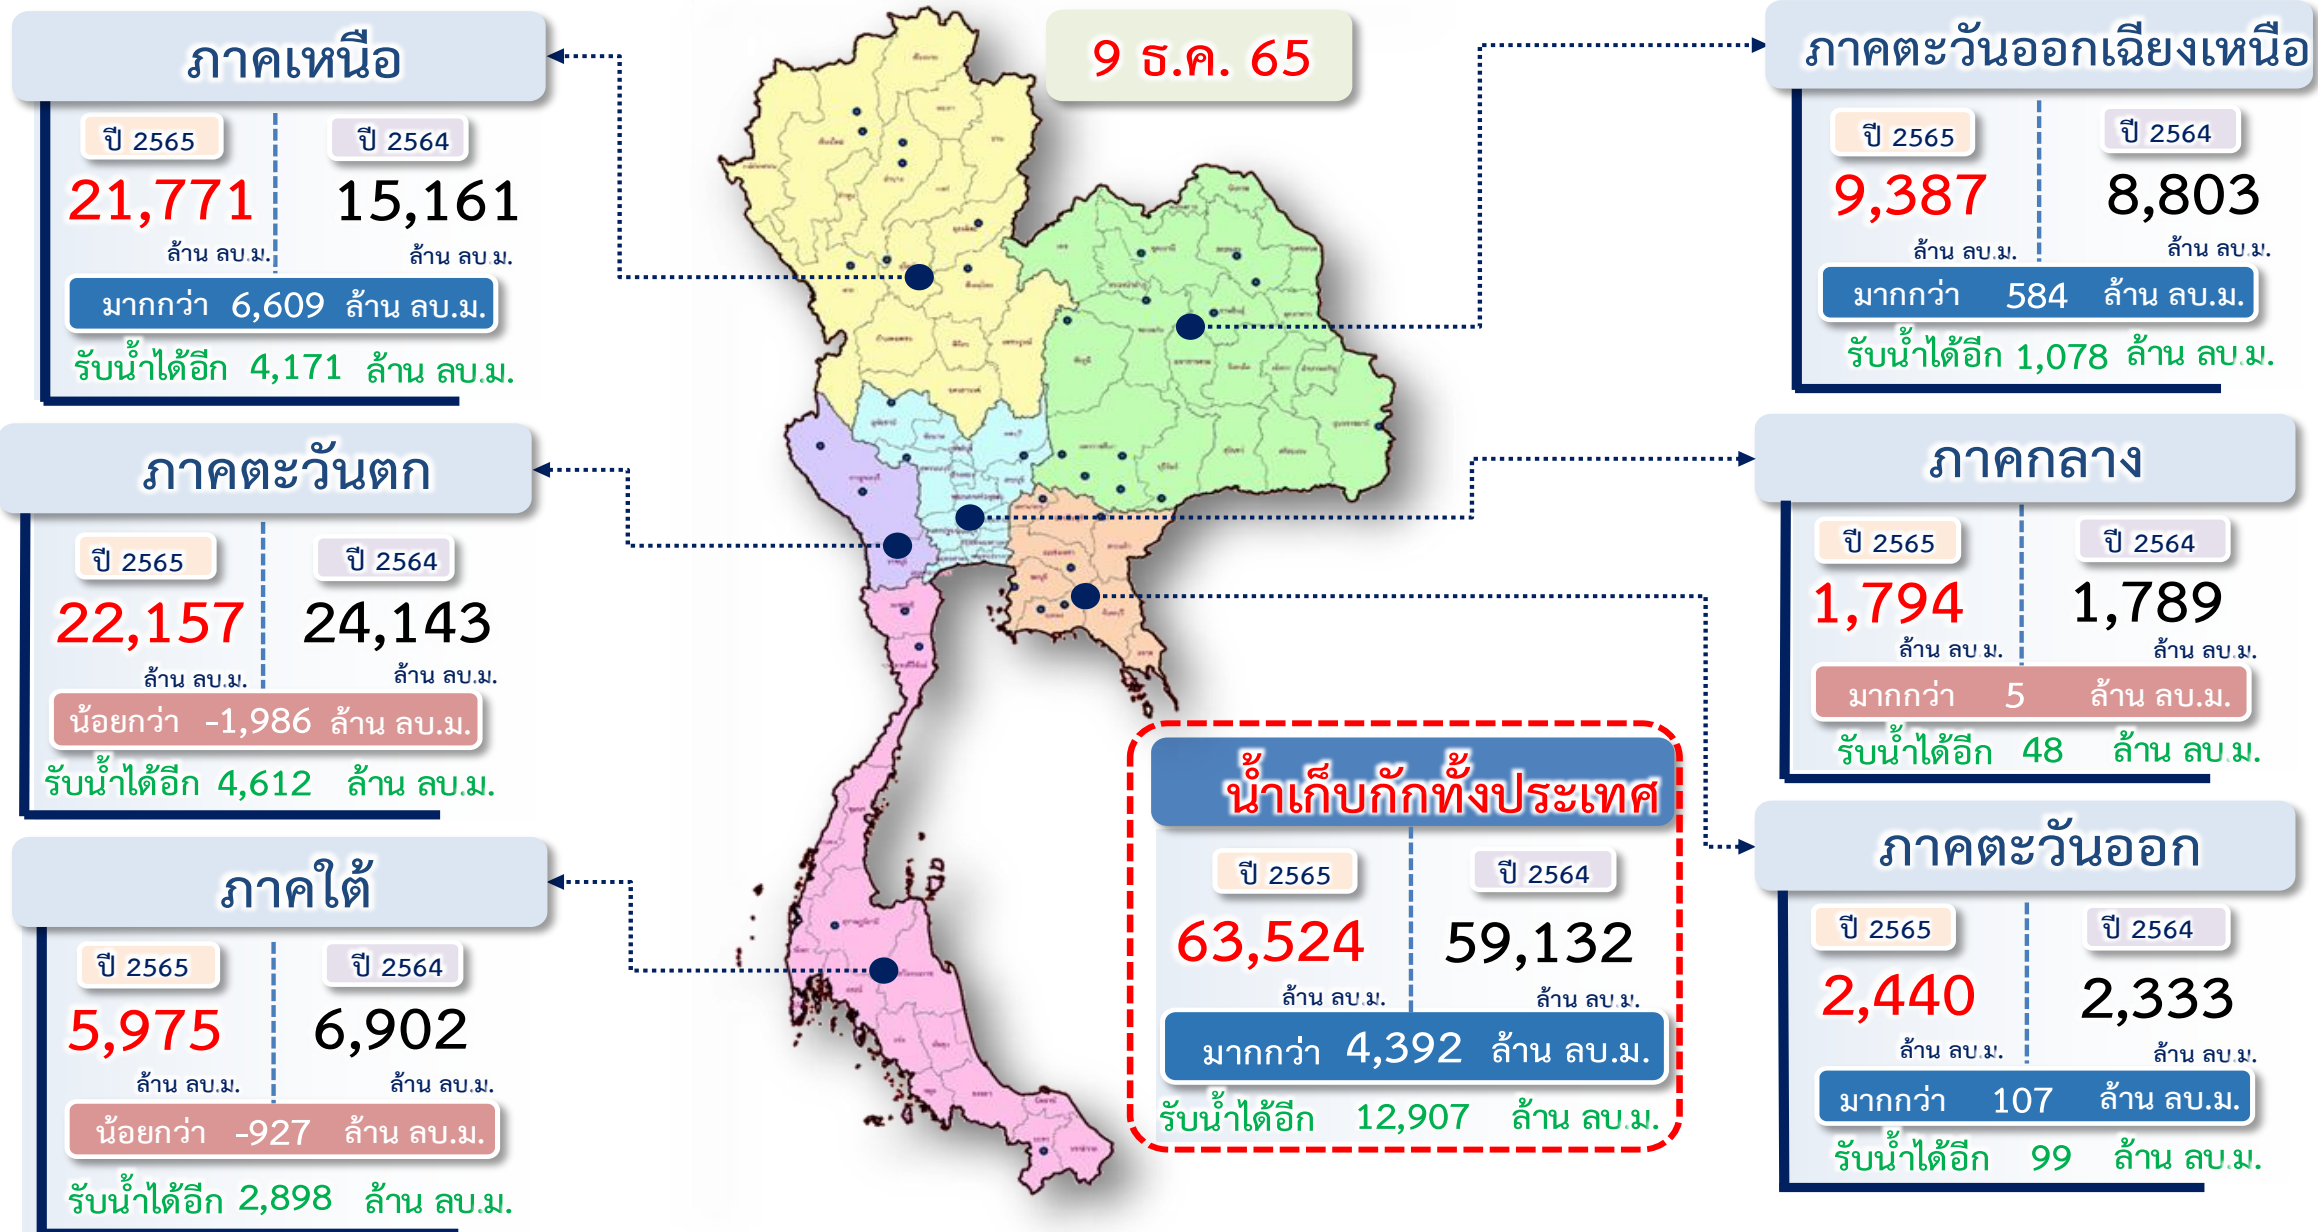 ภาคเหนือ
ปี 2565 ปี 2564
21,771 15,161
ล้าน ลบ.ม. ล้าน ลบ.ม.
มากกว่า 6,609 ล้าน ลบ.ม.
รับน้ำได้อีก 4,171 ล้าน ลบ.ม.
ภาคตะวันตก
ปี 2565 ปี 2564
22,157 24,143
ล้าน ลบ.ม. ล้าน ลบ.ม.
น้อยกว่า -1,986 ล้าน ลบ.ม.
รับน้ำได้อีก 4,612 ล้าน ลบ.ม.
ภาคใต้
ปี 2565 ปี 2564
5,975 6,902
ล้าน ลบ.ม. ล้าน ลบ.ม.
น้อยกว่า -927 ล้าน ลบ.ม.
รับน้ำได้อีก 2,898 ล้าน ลบ.ม.
9 ธ.ค. 65
น้ำเก็บกักทั้งประเทศ
ปี 2565 ปี 2564
63,524 59,132
ล้าน ลบ.ม. ล้าน ลบ.ม.
มากกว่า 4,392 ล้าน ลบ.ม.
รับน้ำได้อีก 12,907 ล้าน ลบ.ม.
ภาคตะวันออกเฉียงเหนือ
ปี 2565 ปี 2564
9,387 8,803
ล้าน ลบ.ม. ล้าน ลบ.ม.
มากกว่า 584 ล้าน ลบ.ม.
รับน้ำได้อีก 1,078 ล้าน ลบ.ม.
ภาคกลาง
ปี 2565 ปี 2564
1,794 1,789
ล้าน ลบ.ม. ล้าน ลบ.ม.
มากกว่า 5 ล้าน ลบ.ม.
รับน้ำได้อีก 48 ล้าน ลบ.ม.
ภาคตะวันออก
ปี 2565 ปี 2564
2,440 2,333
ล้าน ลบ.ม. ล้าน ลบ.ม.
มากกว่า 107 ล้าน ลบ.ม.
รับน้ำได้อีก 99 ล้าน ลบ.ม.